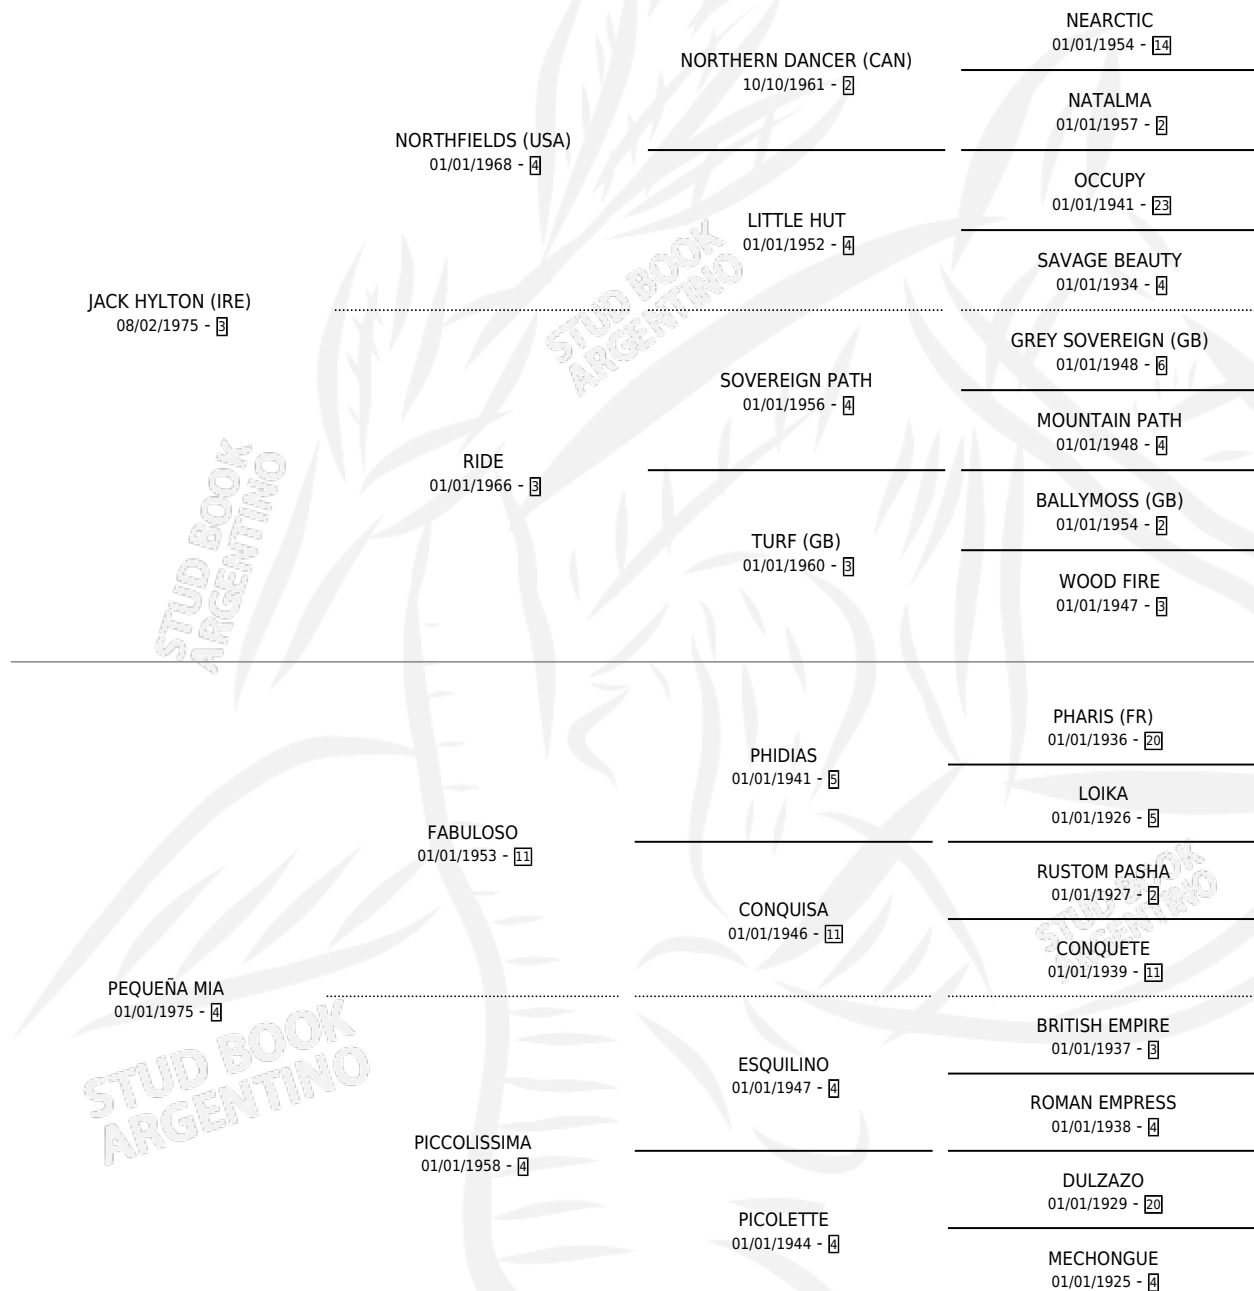 NEARCTIC
01/01/1954 - 14
NORTHERN DANCER (CAN)
10/10/1961 - 2
NATALMA
01/01/1957 - 2
NORTHFIELDS (USA)
01/01/1968 - 4
OCCUPY
01/01/1941 - 23
LITTLE HUT
01/01/1952 - 4
SAVAGE BEAUTY
01/01/1934 - 4
JACK HYLTON (IRE)
08/02/1975 - 3
GREY SOVEREIGN (GB)
01/01/1948 - 6
SOVEREIGN PATH
01/01/1956 - 4
MOUNTAIN PATH
01/01/1948 - 4
RIDE
01/01/1966 - 3
BALLYMOSS (GB)
01/01/1954 - 2
TURF (GB)
01/01/1960 - 3
WOOD FIRE
01/01/1947 - 3
PHARIS (FR)
01/01/1936 - 20
PHIDIAS
01/01/1941 - 5
LOIKA
01/01/1926 - 5
FABULOSO
01/01/1953 - 11
RUSTOM PASHA
01/01/1927 - 2
CONQUISA
01/01/1946 - 11
CONQUETE
01/01/1939 - 11
PEQUEÑA MIA
01/01/1975 - 4
BRITISH EMPIRE
01/01/1937 - 3
ESQUILINO
01/01/1947 - 4
ROMAN EMPRESS
01/01/1938 - 4
PICCOLISSIMA
01/01/1958 - 4
DULZAZO
01/01/1929 - 20
PICOLETTE
01/01/1944 - 4
MECHONGUE
01/01/1925 - 4
STUD BOOK
ARGENTINO
STUD BOOK
ARGENTINO
STUD BOOK
ARGENTINO
STUD BOOK
ARGENTINO